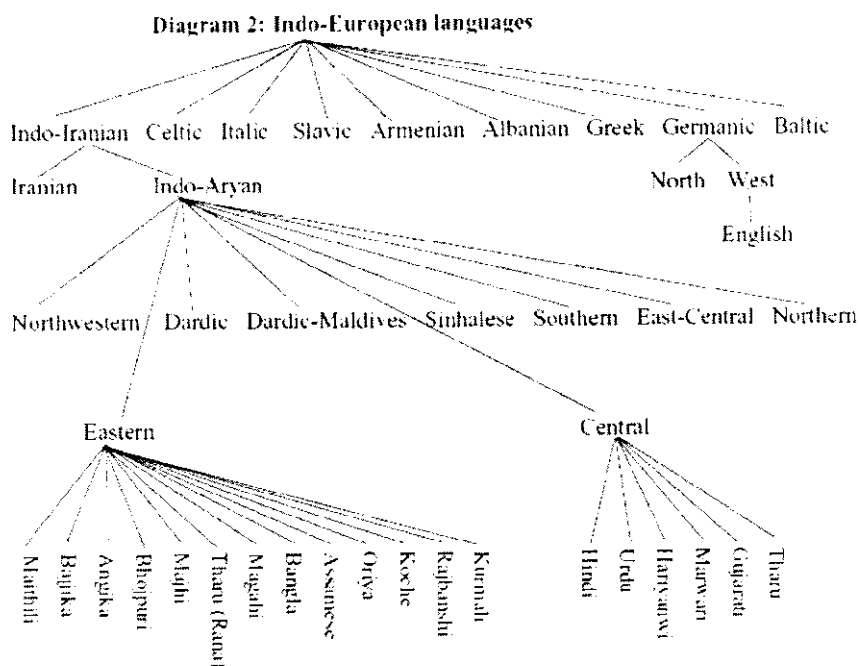 Diagram 2: Indo-European languages
Indo-Iranian Celtic Italic Slavic Armenian Albanian Greek Germanic Baltic
Iranian Indo-Aryan North West
English
Northwestern Dardic Dardic-Maldives Sinhalese Southern East-Central Northern
Eastern Central
Maithili Bajjika Angika Bhojpuri Majhi Tharu (Rana) Magahi Bangla Assamese Oriya Koche Rajbanshi Kurmali Hindi Urdu Hariyanwi Marwari Gujarati Tharu